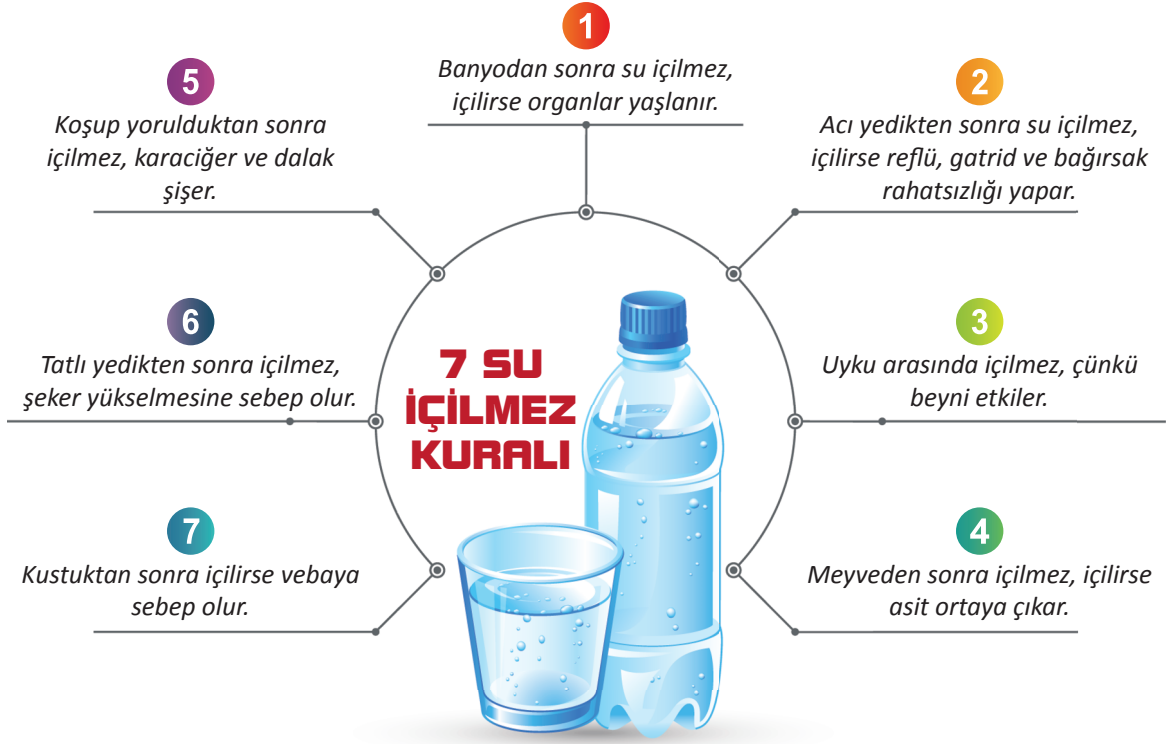 1
Banyodan sonra su içilmez,
içilirse organlar yaşlanır.
2
Acı yedikten sonra su içilmez,
içilirse reflü, gatrid ve bağırsak
rahatsızlığı yapar.
3
Uyku arasında içilmez, çünkü
beyni etkiler.
4
Meyveden sonra içilmez, içilirse
asit ortaya çıkar.
5
Koşup yorulduktan sonra
içilmez, karaciğer ve dalak
şişer.
6
Tatlı yedikten sonra içilmez,
şeker yükselmesine sebep olur.
7
Kustuktan sonra içilirse vebaya
sebep olur.
7 SU
İÇİLMEZ
KURALI